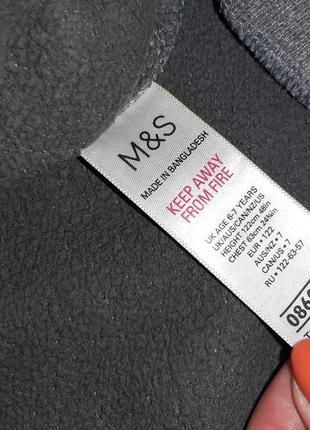 M&S
MADE IN BANGLADESH
KEEP AWAY
FROM FIRE
UK AGE 6-7 YEARS
UK/AUS/CAN/NZ/US
HEIGHT 122cm 48in
CHEST 63cm 24¾in
EUR • 122
AUS/NZ • 7
CAN/US • 7
RU • 122-63-57